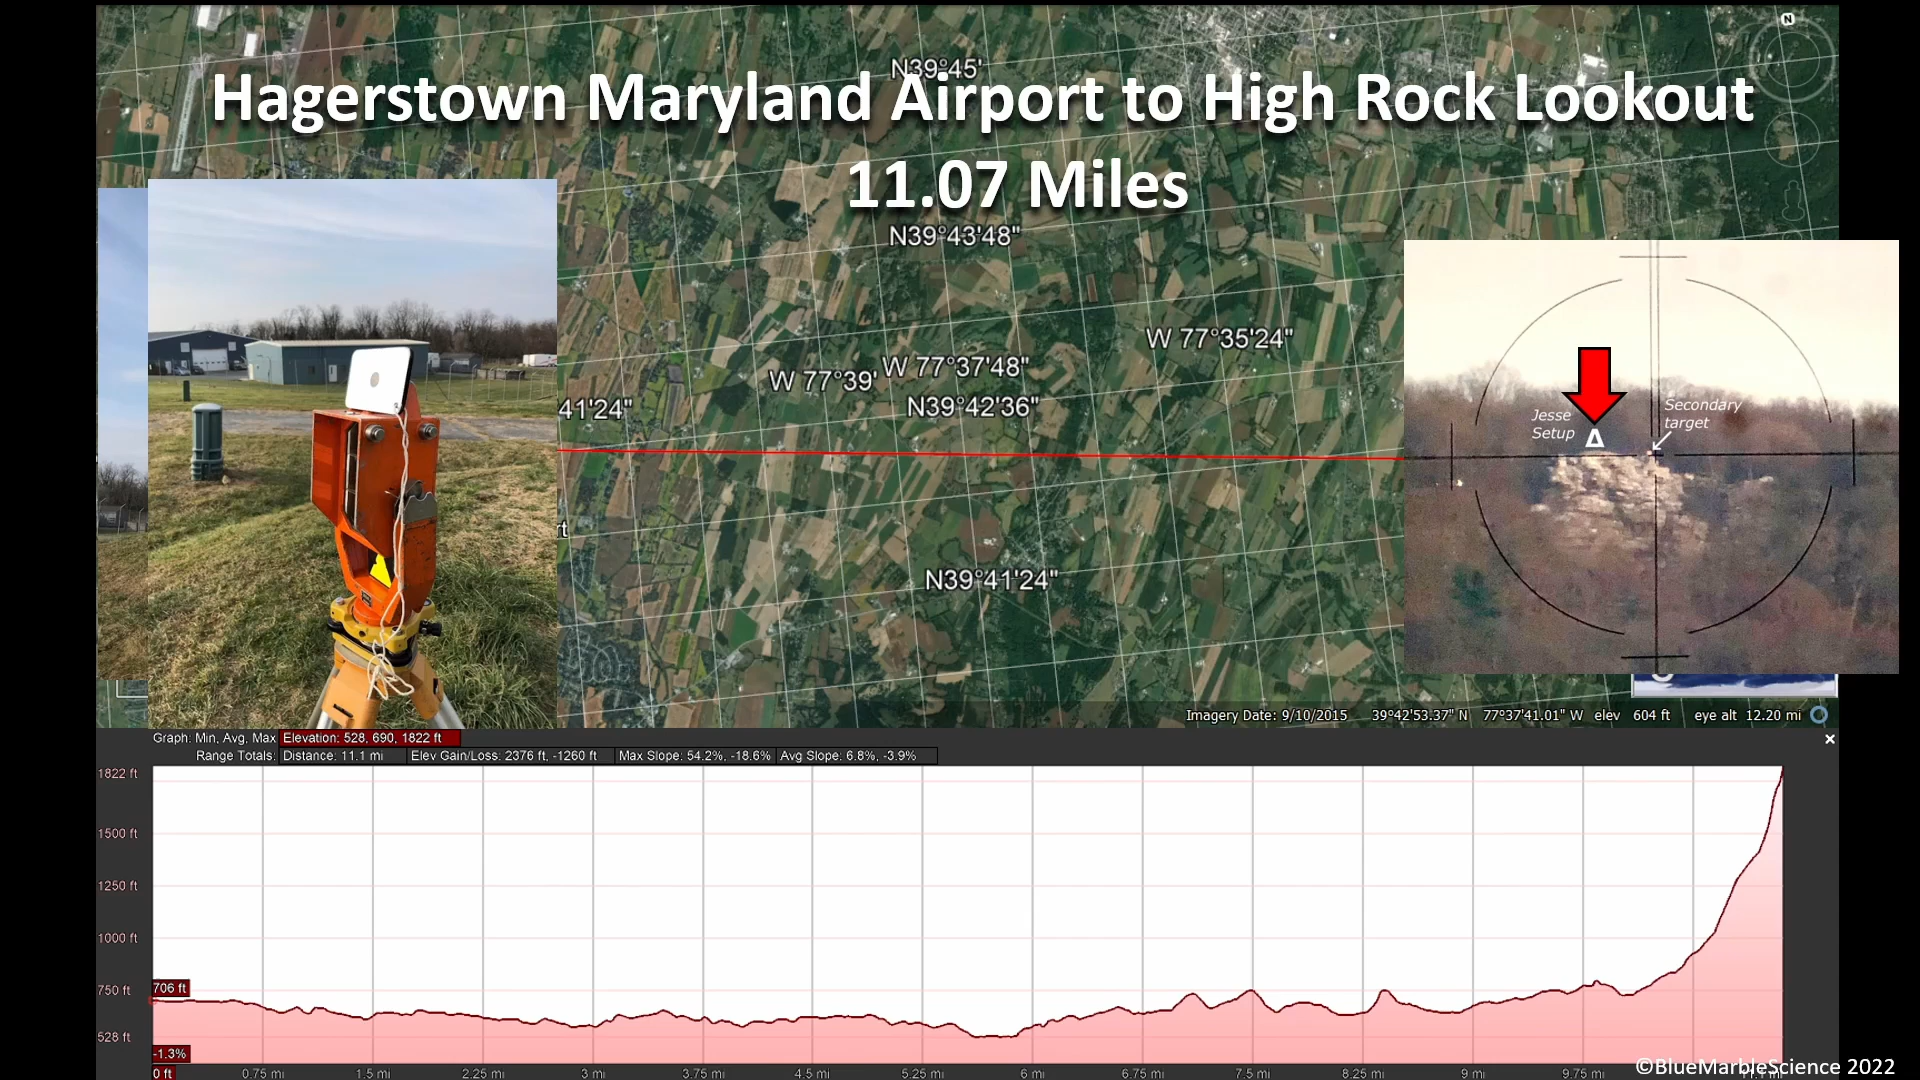 N
N39°45'
Hagerstown Maryland Airport to High Rock Lookout
11.07 Miles
N39°43'48"
W 77°35'24"
W 77°37'48"
W 77°39'
N39°42'36"
41'24"
Jesse
Setup
Δ
Secondary
target
rt
N39°41'24"
Imagery Date: 9/10/2015 39°42'53.37" N 77°37'41.01" W elev 604 ft eye alt 12.20 mi
Graph: Min, Avg, Max Elevation: 528, 690, 1822 ft
Range Totals: Distance: 11.1 mi Elev Gain/Loss: 2376 ft, -1260 ft Max Slope: 54.2%, -18.6% Avg Slope: 6.8%, -3.9%
1822 ft
1500 ft
1250 ft
1000 ft
750 ft
706 ft
528 ft
-1.3%
0 ft 0.75 mi 1.5 mi 2.25 mi 3 mi 3.75 mi 4.5 mi 5.25 mi 6 mi 6.75 mi 7.5 mi 8.25 mi 9 mi 9.75 mi 11.1 mi
©BlueMarbleScience 2022